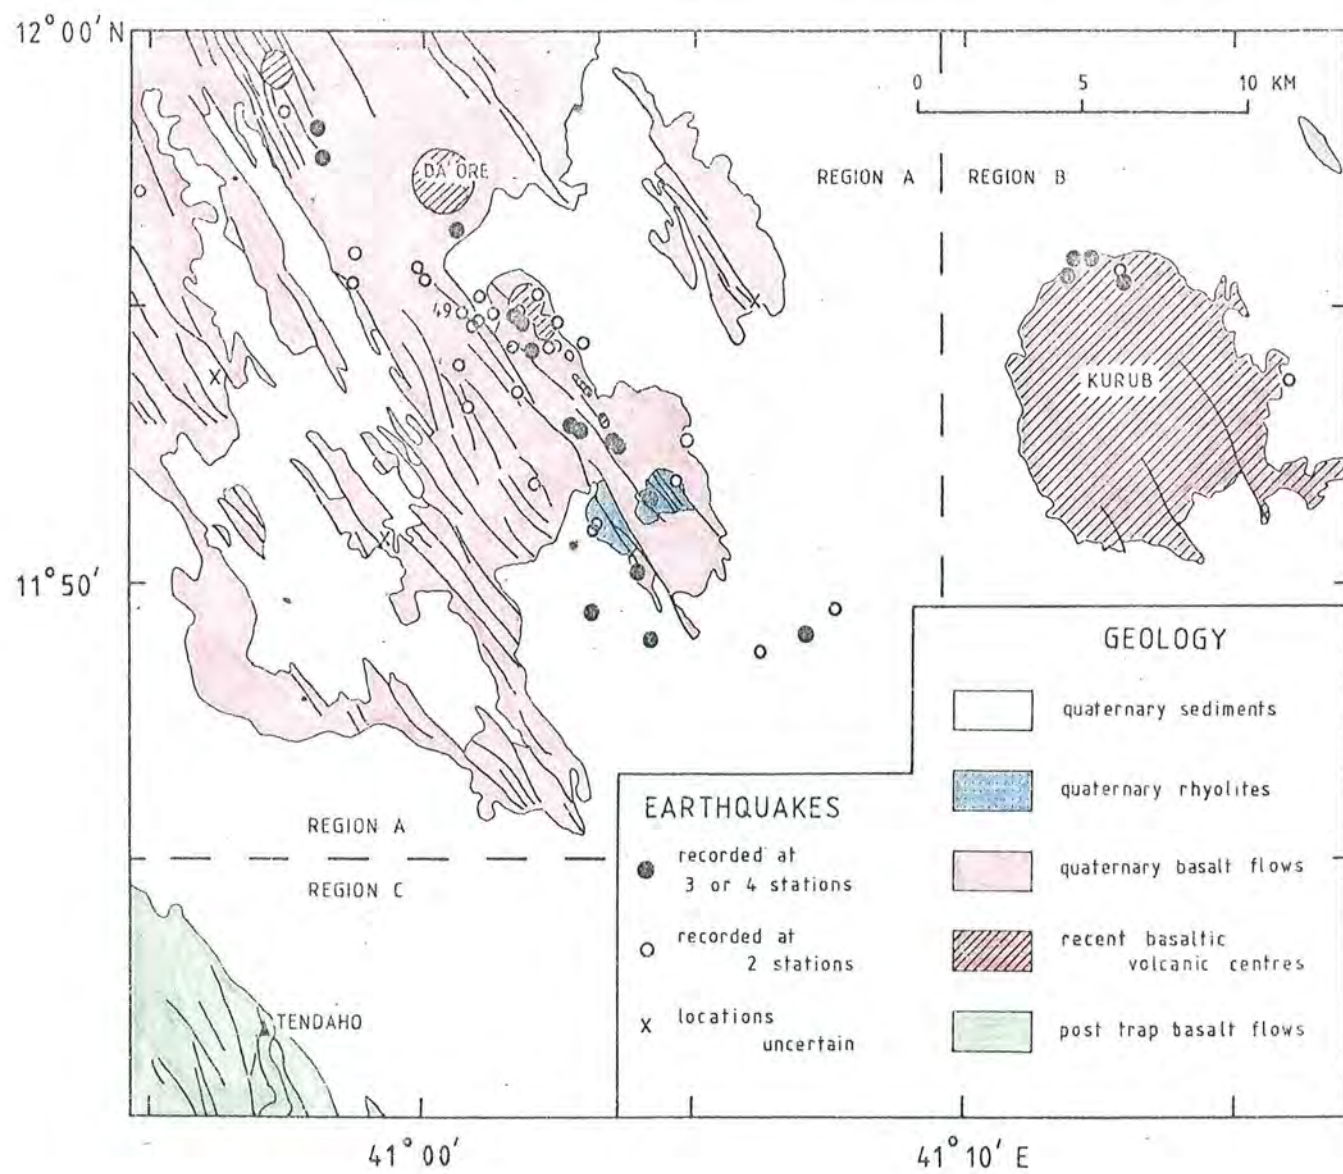 12°00'N
0 5 10 KM
DA'ORE
REGION A
REGION B
49
KURUB
11°50'
GEOLOGY
quaternary sediments
quaternary rhyolites
quaternary basalt flows
recent basaltic
volcanic centres
post trap basalt flows
EARTHQUAKES
recorded at
3 or 4 stations
recorded at
2 stations
X locations
uncertain
REGION A
REGION C
TENDAHO
41°00'
41°10' E